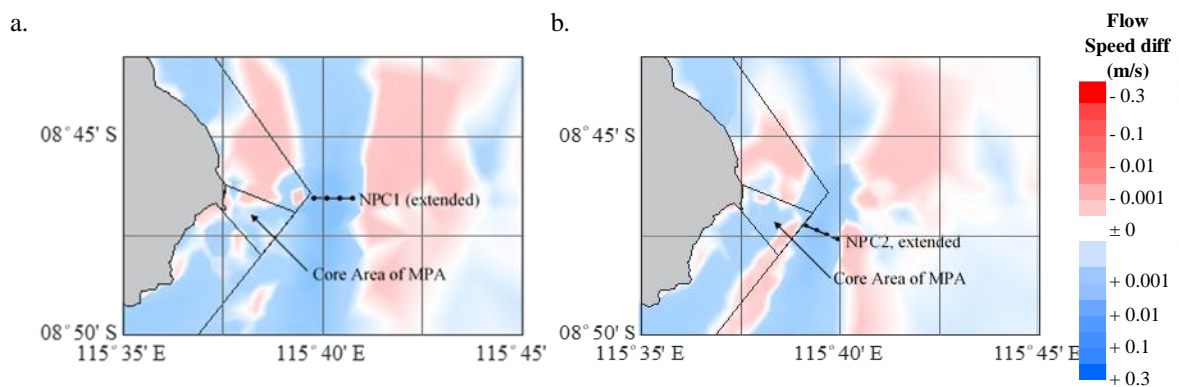 a.
08°45' S
NPC1 (extended)
Core Area of MPA
08°50' S
115°35' E
115°40' E
115°45' E
b.
08°45' S
NPC2, extended
Core Area of MPA
08°50' S
115°35' E
115°40' E
115°45' E
Flow
Speed diff
(m/s)
- 0.3
- 0.1
- 0.01
- 0.001
± 0
+ 0.001
+ 0.01
+ 0.1
+ 0.3